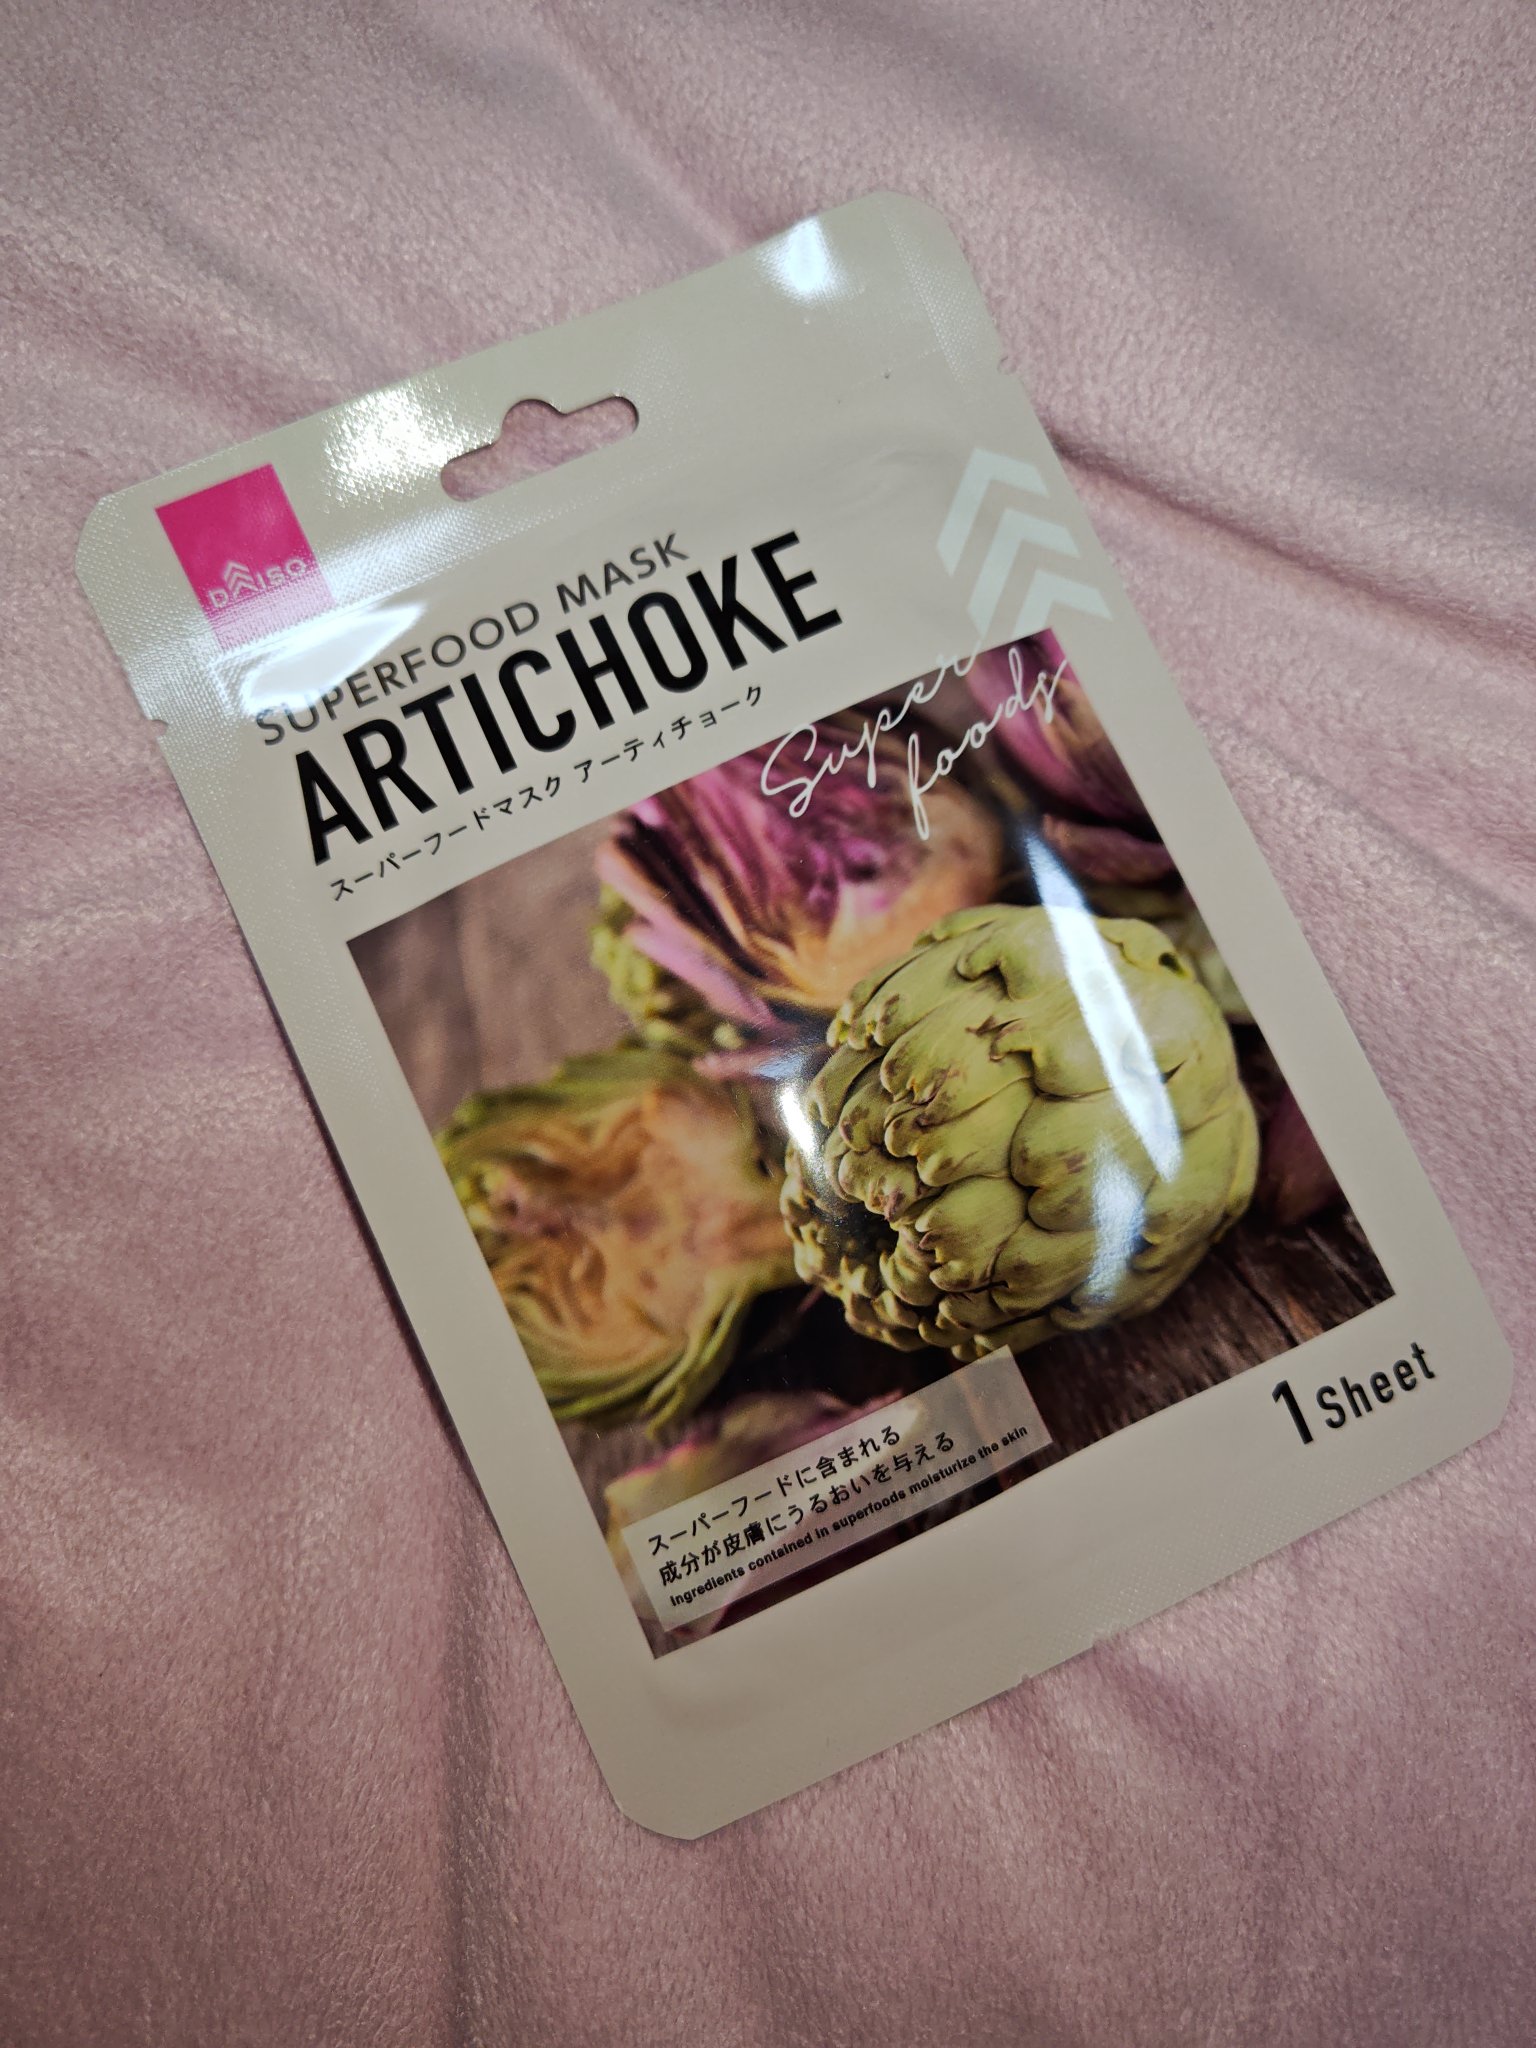 DAISO
SUPERFOOD MASK
ARTICHOKE
スーパーフードマスク アーティチョーク
Super
foods
スーパーフードに含まれる
成分が皮膚にうるおいを与える
Ingredients contained in superfoods moisturize the skin
1 Sheet